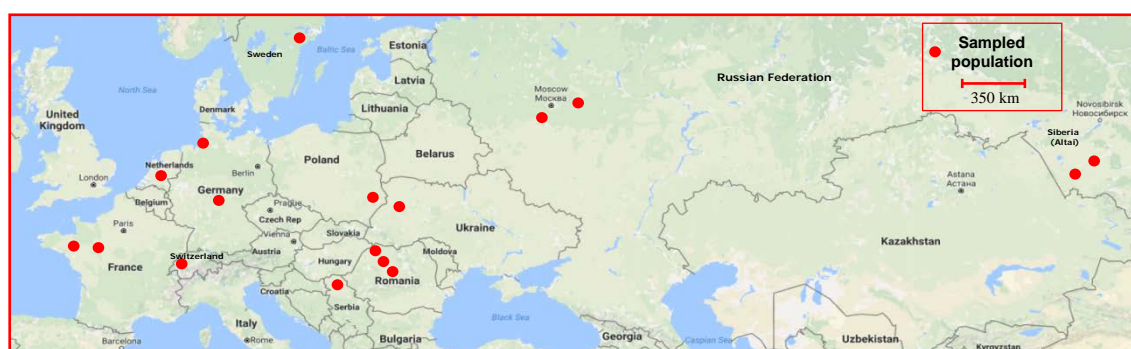 Sweden
Baltic Sea
Estonia
Latvia
Lithuania
Belarus
North Sea
Denmark
United
Kingdom
London
Netherlands
Belgium
Germany
Berlin
Poland
Prague
Czech Rep
Paris
France
Switzerland
Vienna
Austria
Slovakia
Hungary
Moldova
Ukraine
Romania
Croatia
Serbia
Italy
Rome
Barcelona
Bulgaria
Black Sea
Georgia
Caspian Sea
Moscow
Москва
Russian Federation
Sampled
population
350 km
Novosibirsk
Новосибирск
Siberia
(Altai)
Astana
Астана
Kazakhstan
Uzbekistan
Kyrgyzstan